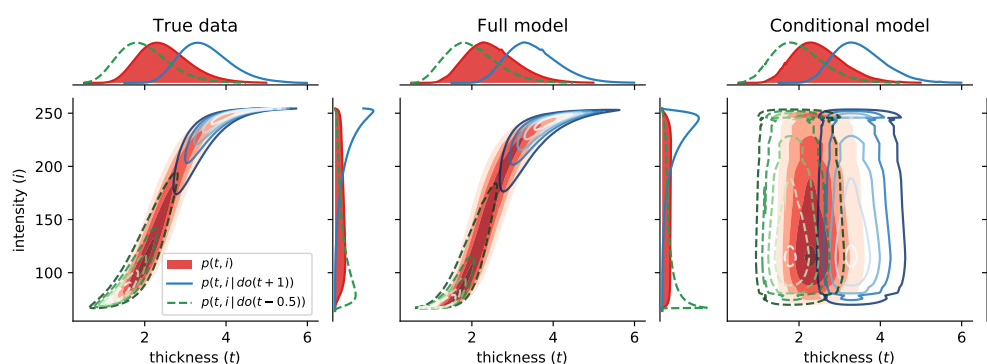 True data
Full model
Conditional model
250
200
150
100
intensity (i)
p(t, i)
p(t, i | do(t + 1))
p(t, i | do(t − 0.5))
2 4 6
2 4 6
2 4 6
thickness (t)
thickness (t)
thickness (t)